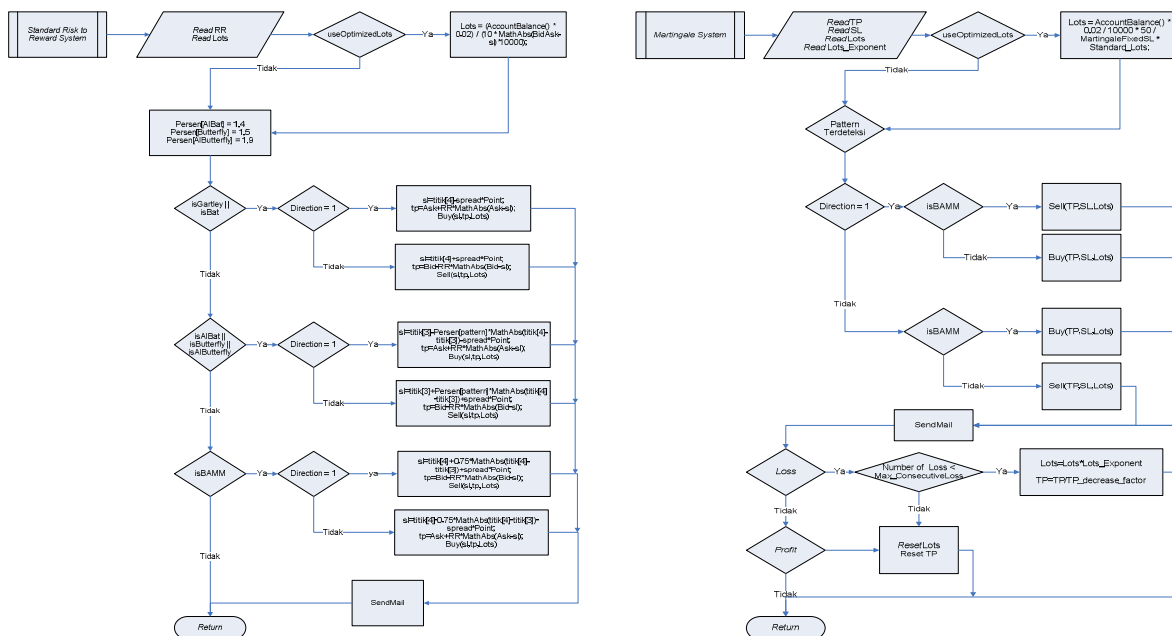 Standard Risk to
Reward System
Read RR
Read Lots
useOptimizedLots
Ya
Lots = (AccountBalance() *
0.02) / (10 * MathAbs(BidAsk-
sl) *10000);
Tidak
Persen[AlBat] = 1.4
Persen[Butterfly] = 1.5
Persen[AlButterfly] = 1.9
isGartley ||
isBat
Ya
Direction = 1
Ya
sl=titik[4]-spread*Point;
tp=Ask+RR*MathAbs(Ask-sl);
Buy(sl,tp,Lots)
Tidak
sl=titik[4]+spread*Point;
tp=Bid-RR*MathAbs(Bid-sl);
Sell(sl,tp,Lots)
Tidak
isAlBat ||
isButterfly ||
isAlButterfly
Ya
Direction = 1
Ya
sl=titik[3]-Persen[pattern]*MathAbs(titik[4]-
titik[3])-spread*Point;
tp=Ask+RR*MathAbs(Ask-sl);
Buy(sl,tp,Lots)
Tidak
sl=titik[3]+Persen[pattern]*MathAbs(titik[4]
-titik[3])+spread*Point;
tp=Bid-RR*MathAbs(Bid-sl);
Sell(sl,tp,Lots)
Tidak
isBAMM
Ya
Direction = 1
ya
sl=titik[4]+0.75*MathAbs(titik[4]-
titik[3])+spread*Point;
tp=Bid-RR*MathAbs(Bid-sl);
Sell(sl,tp,Lots)
Tidak
sl=titik[4]-0.75*MathAbs(titik[4]-titik[3])-
spread*Point;
tp=Ask+RR*MathAbs(Ask-sl);
Buy(sl,tp,Lots)
Tidak
SendMail
Return
Martingale System
Read TP
Read SL
Read Lots
Read Lots_Exponent
useOptimizedLots
Ya
Lots = AccountBalance() *
0.02 / 10000 * 50 /
MartingaleFixedSL *
Standard_Lots;
Tidak
Pattern
Terdeteksi
Direction = 1
Ya
isBAMM
Ya
Sell(TP,SL,Lots)
Tidak
Buy(TP,SL,Lots)
Tidak
isBAMM
Ya
Buy(TP,SL,Lots)
Tidak
Sell(TP,SL,Lots)
SendMail
Loss
Ya
Number of Loss <
Max_ConsecutiveLoss
Ya
Lots=Lots*Lots_Exponent
TP=TP/TP_decrease_factor
Tidak
Tidak
Profit
Reset Lots
Reset TP
Tidak
Return